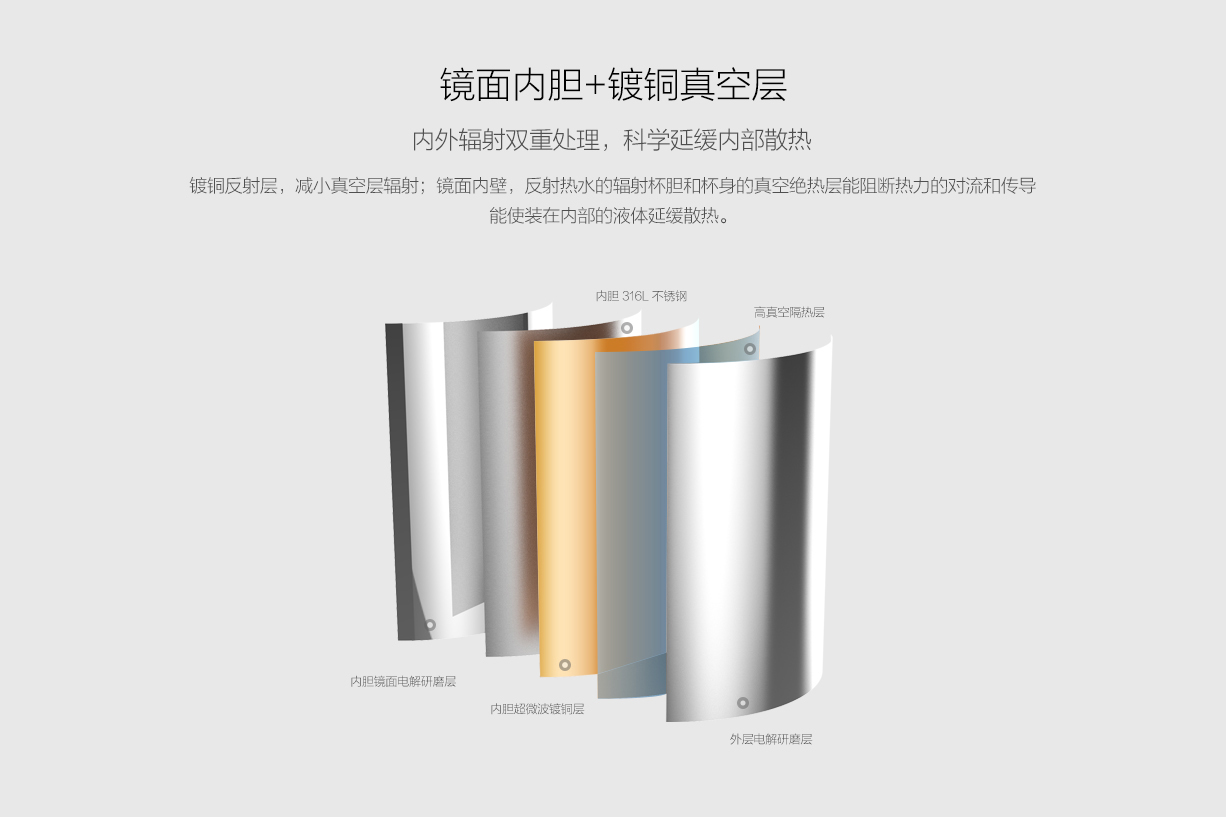 镜面内胆+镀铜真空层
内外辐射双重处理，科学延缓内部散热
镀铜反射层，减小真空层辐射；镜面内壁，反射热水的辐射杯胆和杯身的真空绝热层能阻断热力的对流和传导
能使装在内部的液体延缓散热。
内胆 316L 不锈钢
高真空隔热层
内胆镜面电解研磨层
内胆超微波镀铜层
外层电解研磨层